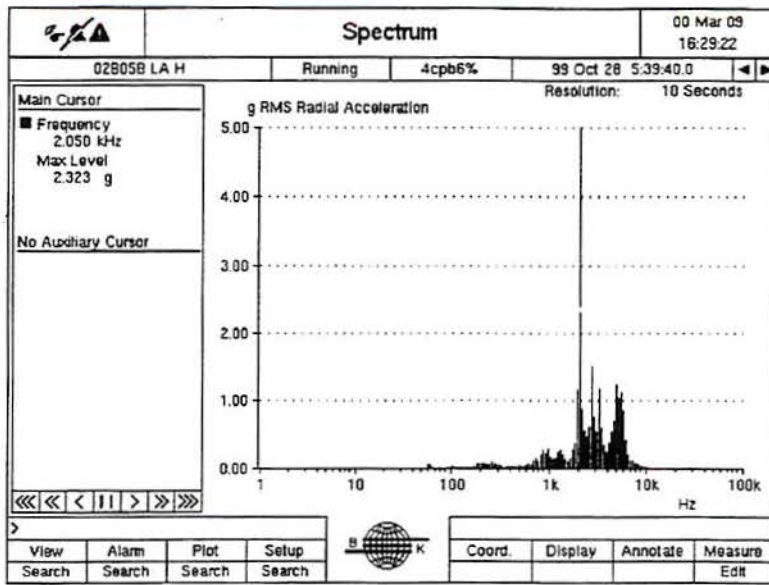 Spectrum
00 Mar 09
16:29:22
02B05B LA H
Running
4cpb6%
99 Oct 28 5:39:40.0
Resolution: 10 Seconds
Main Cursor
Frequency
2.050 kHz
Max Level
2.323 g
No Auxiliary Cursor
g RMS Radial Acceleration
5.00
4.00
3.00
2.00
1.00
0.00
1 10 100 1k 10k 100k
Hz
<<< << < || > >> >>>
>
B K
View Alarm Plot Setup Coord. Display Annotate Measure
Search Search Search Search Edit